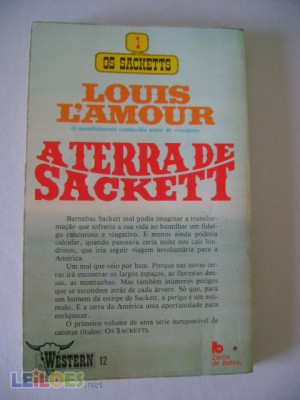 1
OS SACKETTS
LOUIS
L'AMOUR
O mundialmente conhecido autor de «westerns»
A TERRA DE
SACKETT
Barnabas Sackett mal podia imaginar a transfor-
mação que sofreria a sua vida ao humilhar um fidal-
go rancoroso e vingativo. E menos ainda poderia
calcular, quando passeava certa noite nos cais lon-
drinos, que iria seguir viagem involuntária para a
América.
Um mal que veio por bem. Porque nas novas ter-
ras irá encontrar os largos espaços, as florestas den-
sas, as montanhas. Mas também inúmeros perigos
que se escondem atrás de cada árvore. Só que, para
um homem da estirpe de Sackett, o perigo é um estí-
mulo. E a terra da América uma oportunidade para
enriquecer.
O primeiro volume de uma série inesquecível de
catorze títulos: OS SACKETTS.
WESTERN 12
livros
de bolso
LEILOES
.net